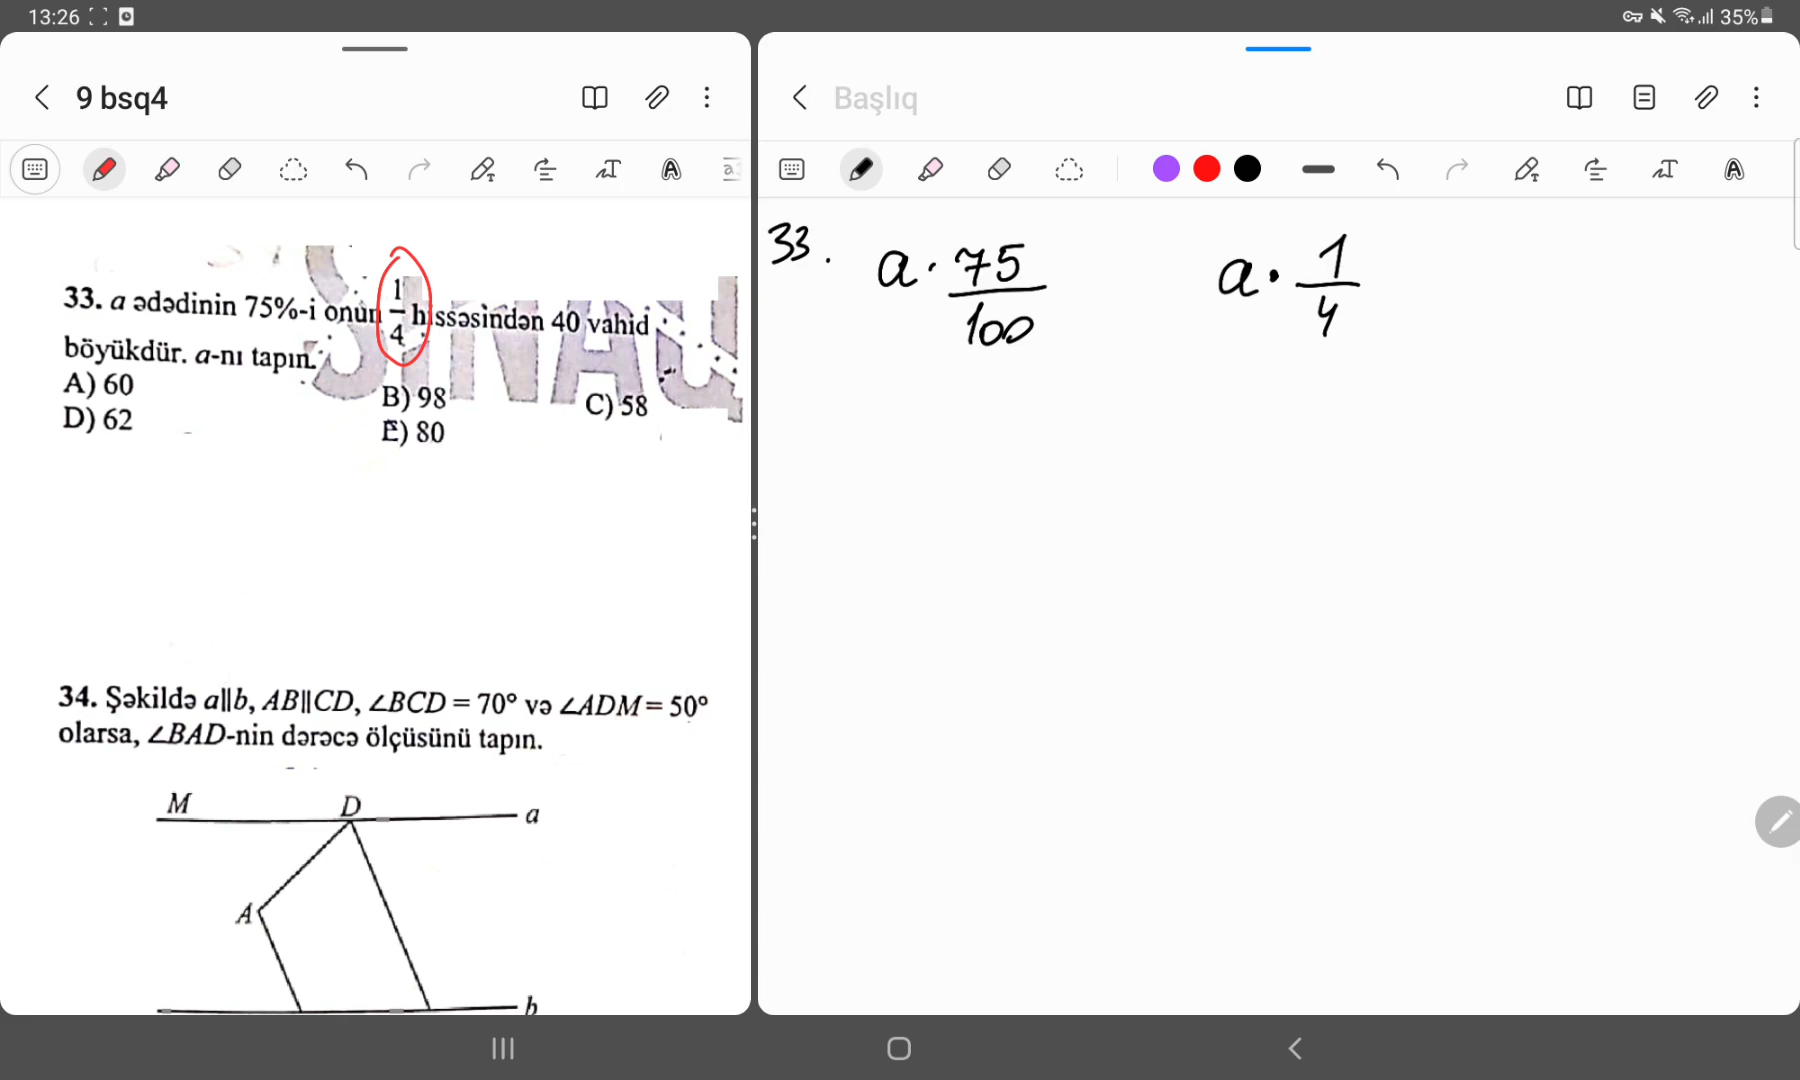 13:26
35%
9 bsq4
Başlıq
SINAQ
33. a ədədinin 75%-i onun 1/4 hissəsindən 40 vahid
böyükdür. a-nı tapın.
A) 60
B) 98
C) 58
D) 62
E) 80
34. Şəkildə a||b, AB||CD, ∠BCD = 70° və ∠ADM = 50°
olarsa, ∠BAD-nin dərəcə ölçüsünü tapın.
M
D
a
A
b
33. a · 75/100
a · 1/4